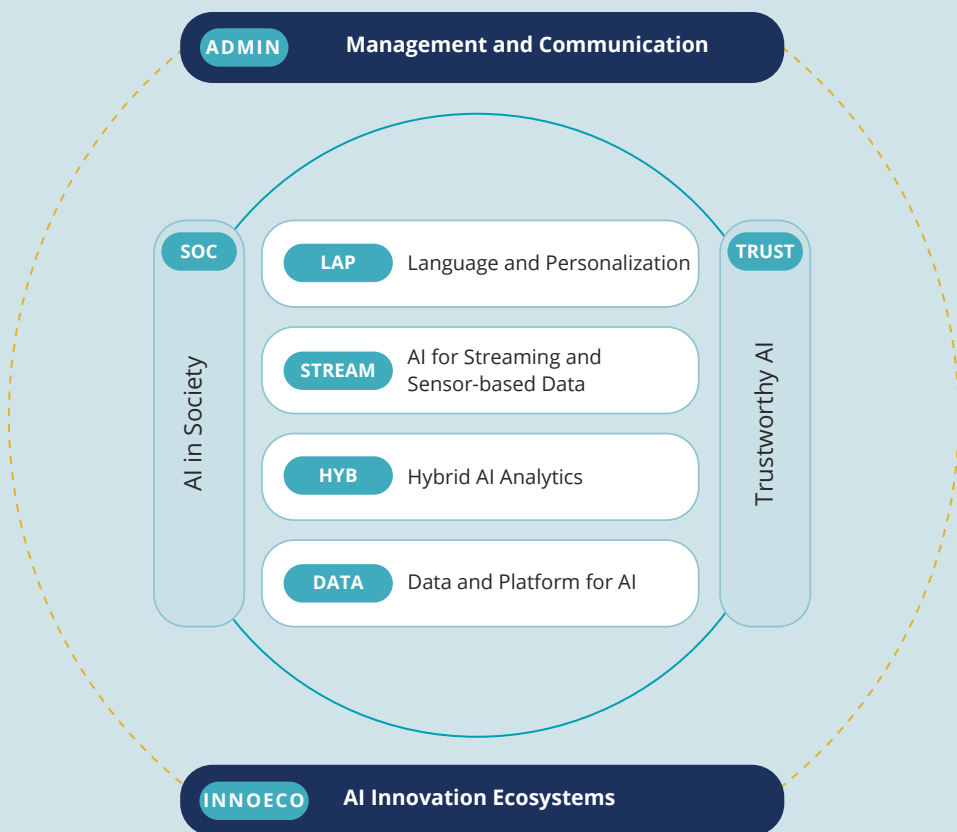 ADMIN Management and Communication
SOC
AI in Society
LAP Language and Personalization
STREAM AI for Streaming and
Sensor-based Data
HYB Hybrid AI Analytics
DATA Data and Platform for AI
TRUST
Trustworthy AI
INNOECO AI Innovation Ecosystems